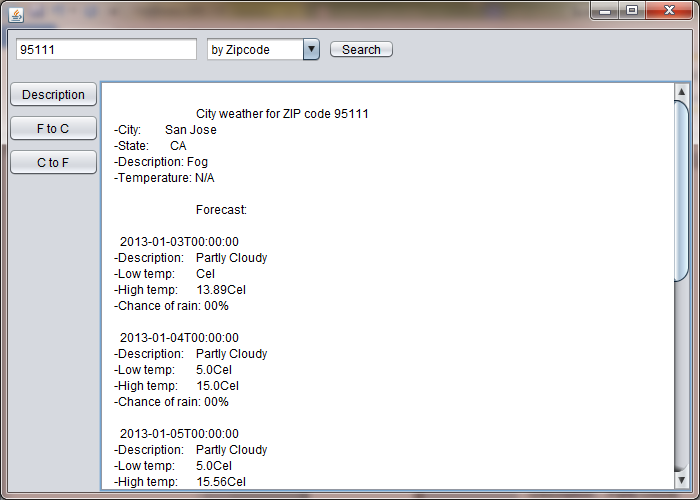 95111 by Zipcode Search
Description
F to C
C to F
City weather for ZIP code 95111
-City: San Jose
-State: CA
-Description: Fog
-Temperature: N/A
Forecast:
2013-01-03T00:00:00
-Description: Partly Cloudy
-Low temp: Cel
-High temp: 13.89Cel
-Chance of rain: 00%
2013-01-04T00:00:00
-Description: Partly Cloudy
-Low temp: 5.0Cel
-High temp: 15.0Cel
-Chance of rain: 00%
2013-01-05T00:00:00
-Description: Partly Cloudy
-Low temp: 5.0Cel
-High temp: 15.56Cel